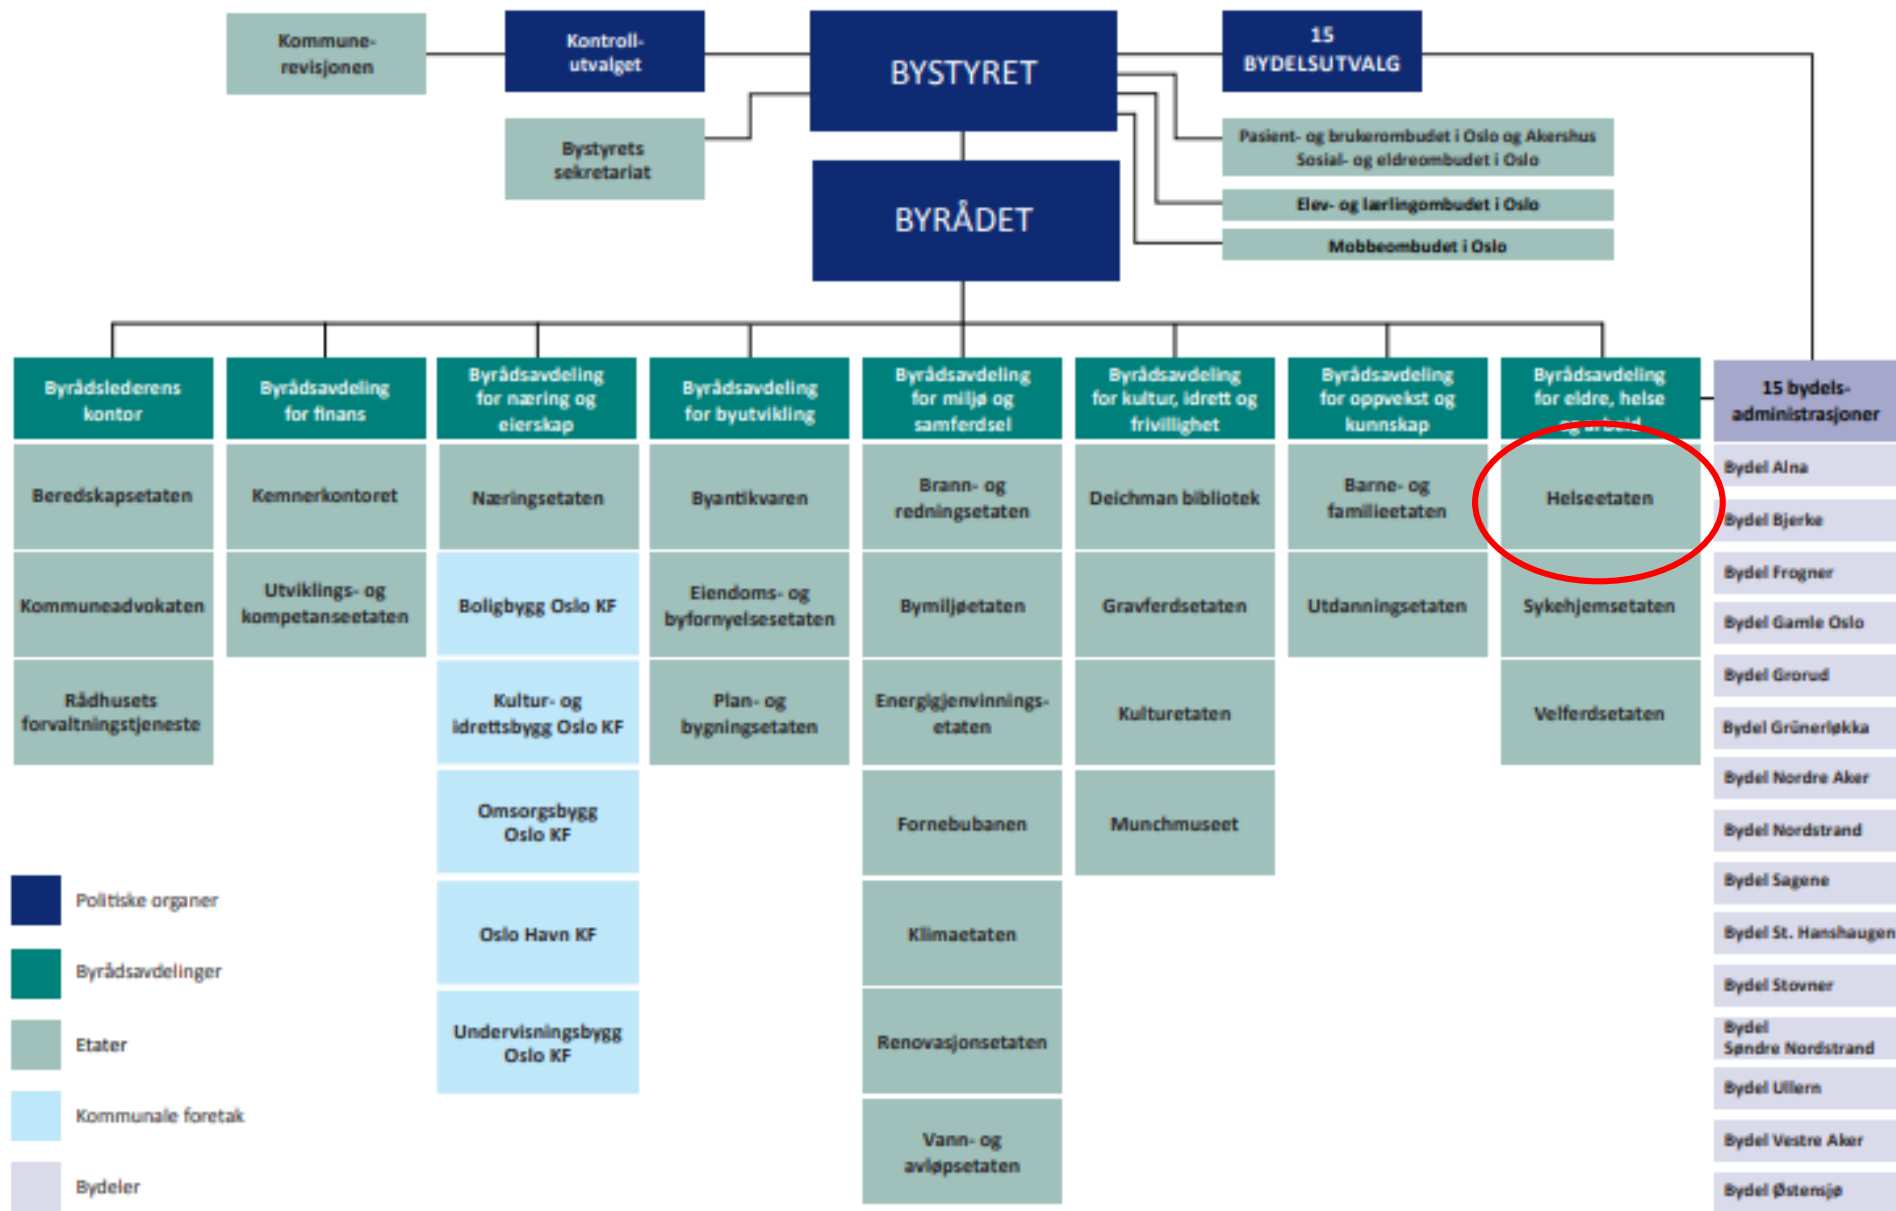 Kommune-
revisjonen
Kontroll-
utvalget
BYSTYRET
15
BYDELSUTVALG
Bystyrets
sekretariat
Pasient- og brukerombudet i Oslo og Akershus
Sosial- og eldreombudet i Oslo
Elev- og lærlingombudet i Oslo
Mobbeombudet i Oslo
BYRÅDET
Byrådslederens
kontor
Beredskapsetaten
Kommuneadvokaten
Rådhusets
forvaltningstjeneste
Byrådsavdeling
for finans
Kemnerkontoret
Utviklings- og
kompetanseetaten
Byrådsavdeling
for næring og
eierskap
Næringsetaten
Boligbygg Oslo KF
Kultur- og
idrettsbygg Oslo KF
Omsorgsbygg
Oslo KF
Oslo Havn KF
Undervisningsbygg
Oslo KF
Byrådsavdeling
for byutvikling
Byantikvaren
Eiendoms- og
byfornyelsesetaten
Plan- og
bygningsetaten
Byrådsavdeling
for miljø og
samferdsel
Brann- og
redningsetaten
Bymiljøetaten
Energigjenvinnings-
etaten
Fornebubanen
Klimaetaten
Renovasjonsetaten
Vann- og
avløpsetaten
Byrådsavdeling
for kultur, idrett og
frivillighet
Deichman bibliotek
Gravferdsetaten
Kulturetaten
Munchmuseet
Byrådsavdeling
for oppvekst og
kunnskap
Barne- og
familieetaten
Utdanningsetaten
Byrådsavdeling
for eldre, helse
og arbeid
Helseetaten
Sykehjemsetaten
Velferdsetaten
15 bydels-
administrasjoner
Bydel Alna
Bydel Bjerke
Bydel Frogner
Bydel Gamle Oslo
Bydel Grorud
Bydel Grünerløkka
Bydel Nordre Aker
Bydel Nordstrand
Bydel Sagene
Bydel St. Hanshaugen
Bydel Stovner
Bydel
Søndre Nordstrand
Bydel Ullern
Bydel Vestre Aker
Bydel Østensjø
Politiske organer
Byrådsavdelinger
Etater
Kommunale foretak
Bydeler